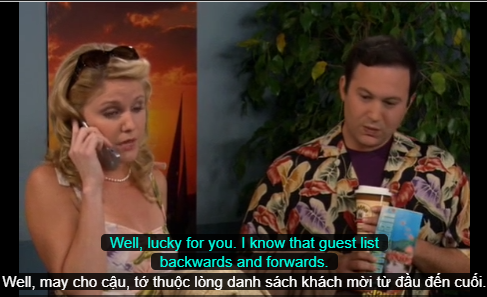 Well, lucky for you. I know that guest list
backwards and forwards.
Well, may cho cậu, tớ thuộc lòng danh sách khách mời từ đầu đến cuối.